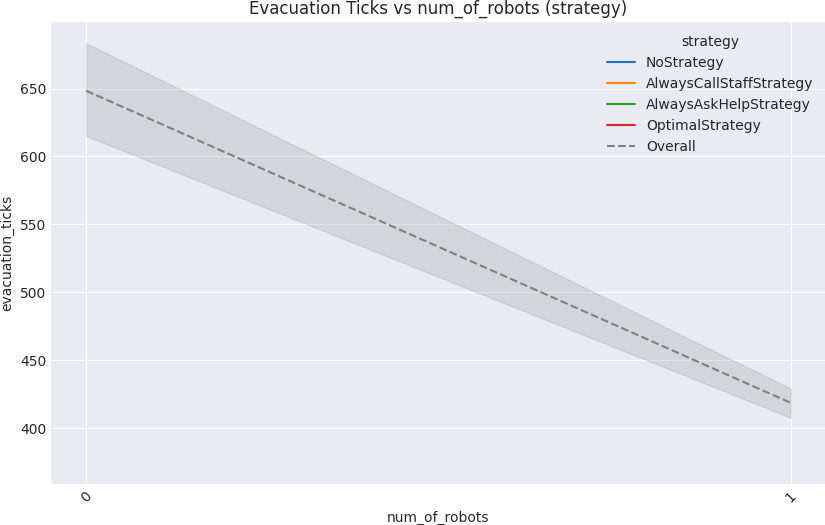 Evacuation Ticks vs num_of_robots (strategy)
strategy
NoStrategy
AlwaysCallStaffStrategy
AlwaysAskHelpStrategy
OptimalStrategy
Overall
evacuation_ticks
650
600
550
500
450
400
0
1
num_of_robots